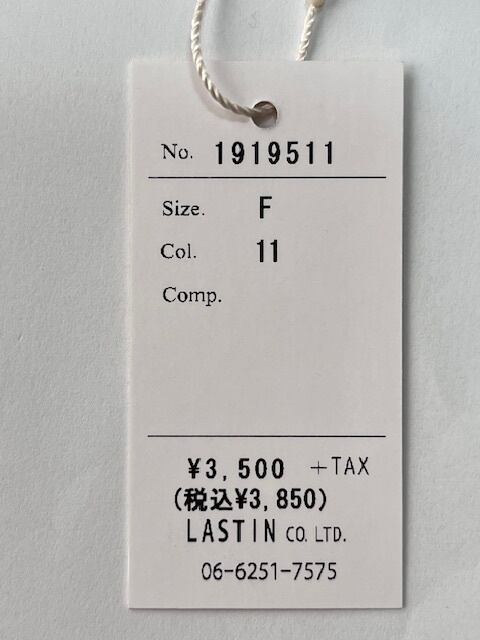 No. 1919511
Size. F
Col. 11
Comp.
¥3,500 +TAX
(税込¥3,850)
LASTIN CO. LTD.
06-6251-7575